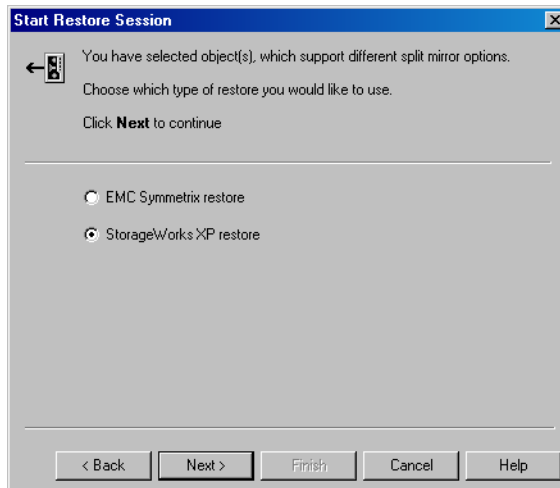 Start Restore Session
You have selected object(s), which support different split mirror options.
Choose which type of restore you would like to use.
Click Next to continue
EMC Symmetrix restore
StorageWorks XP restore
< Back Next > Finish Cancel Help